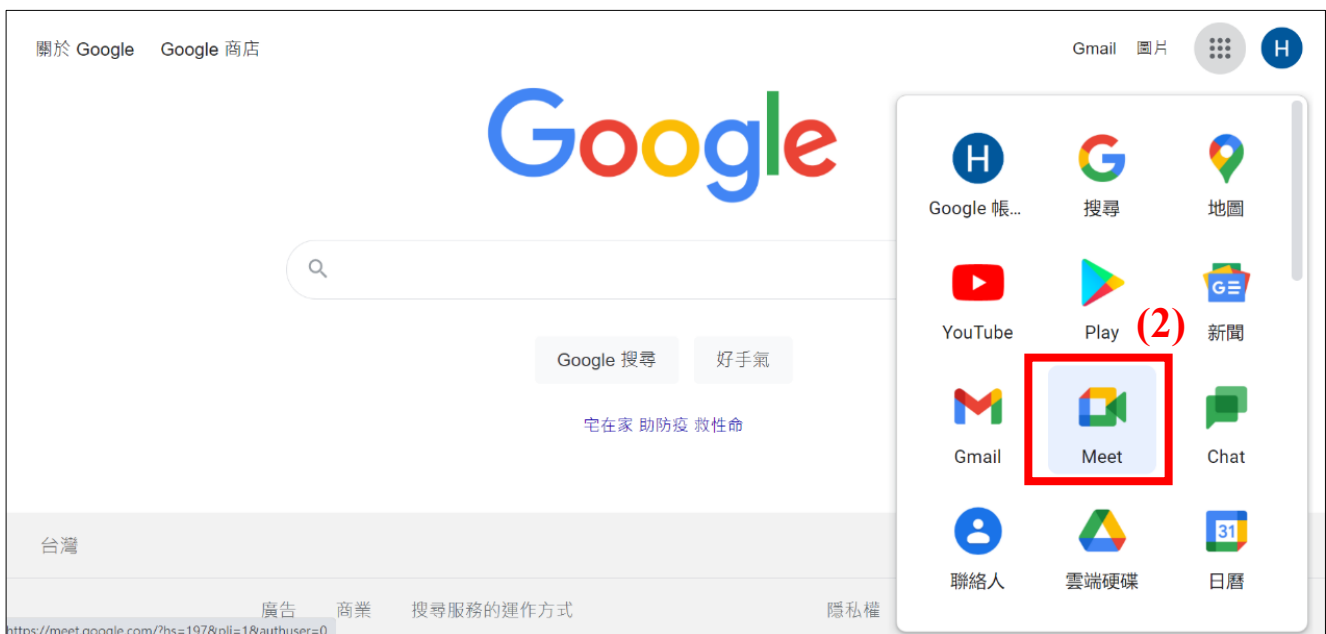 關於 Google Google 商店 Gmail 圖片 H
Google
H
Google 帳... 搜尋 地圖
GE
YouTube Play (2) 新聞
Google 搜尋 好手氣
宅在家 助防疫 救性命
Gmail Meet Chat
31
聯絡人 雲端硬碟 日曆
台灣
廣告 商業 搜尋服務的運作方式 隱私權
https://meet.google.com/?hs=197&pli=1&authuser=0